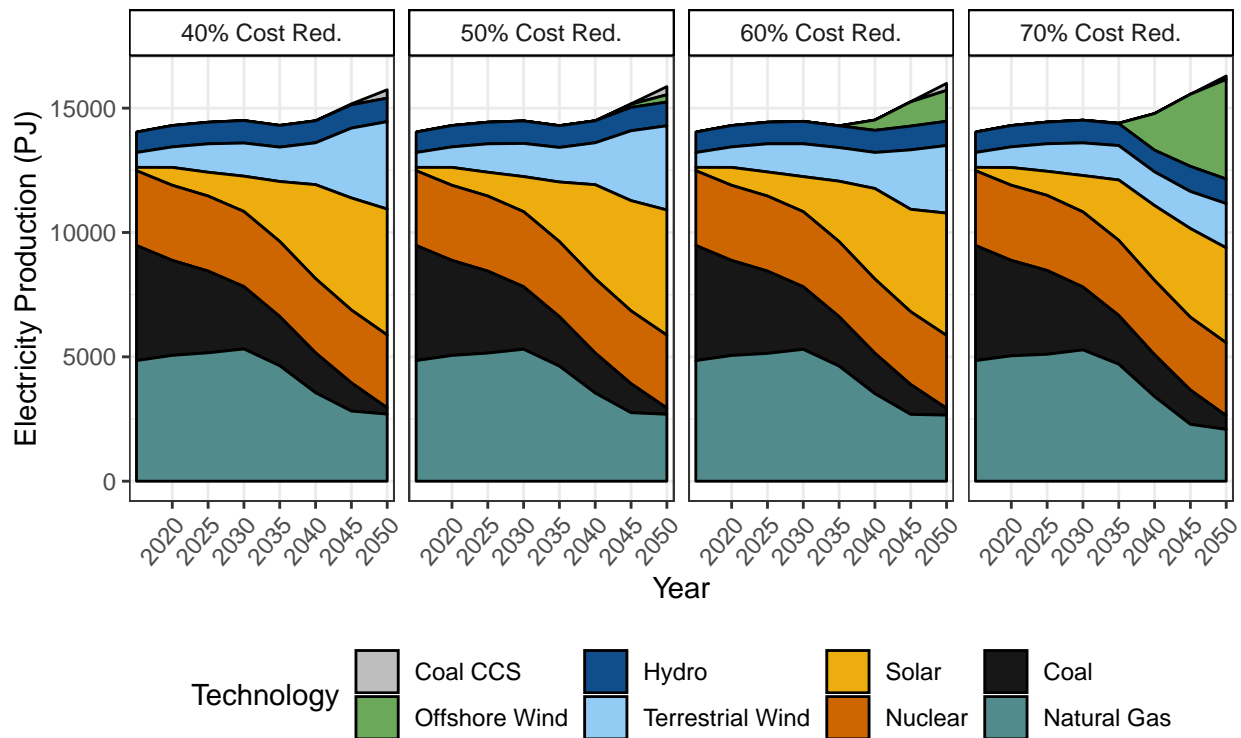 40% Cost Red.
50% Cost Red.
60% Cost Red.
70% Cost Red.
Electricity Production (PJ)
15000
10000
5000
0
2020 2025 2030 2035 2040 2045 2050
2020 2025 2030 2035 2040 2045 2050
2020 2025 2030 2035 2040 2045 2050
2020 2025 2030 2035 2040 2045 2050
Year
Technology
Coal CCS
Hydro
Solar
Coal
Offshore Wind
Terrestrial Wind
Nuclear
Natural Gas